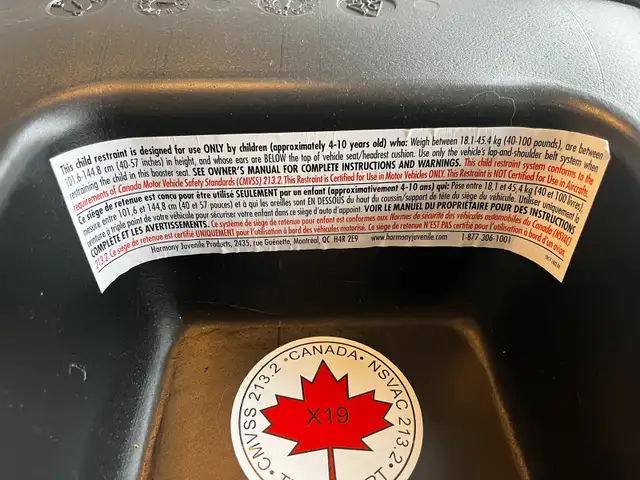 This child restraint is designed for use ONLY by children (approximately 4-10 years old) who: Weigh between 18.1-45.4 kg (40-100 pounds), are between
101.6-144.8 cm (40-57 inches) in height, and whose ears are BELOW the top of vehicle seat/headrest cushion. Use only the vehicle's lap-and-shoulder belt system when
restraining the child in this booster seat. SEE OWNER'S MANUAL FOR COMPLETE INSTRUCTIONS AND WARNINGS. This child restraint system conforms to the
requirements of Canada Motor Vehicle Safety Standards (CMVSS) 213.2. This Restraint is Certified for Use in Motor Vehicles ONLY. This Restraint is NOT Certified for Use in Aircrafts.
Ce siège de retenue est conçu pour être utilisé SEULEMENT par un enfant (approximativement 4-10 ans) qui: Pèse entre 18,1 et 45,4 kg (40 et 100 livres),
mesure entre 101.6 et 144.8 cm (40 et 57 pouces) et à qui les oreilles sont EN DESSOUS du haut du coussin/support de tête du siège du véhicule. Utiliser uniquement la
ceinture à triple point de votre véhicule pour sécuriser votre enfant dans ce siège d'auto d'appoint. VOIR LE MANUEL DU PROPRIÉTAIRE POUR DES INSTRUCTIONS
COMPLÈTE ET LES AVERTISSEMENTS. Ce système de siège de retenue pour enfant est conformes aux Normes de sécurité des véhicules automobiles du Canada (NSVAC)
213.2. Ce siège de retenue est certifié UNIQUEMENT pour l'utilisation à bord des véhicules motorisé. Ce siège de retenue N'EST PAS certifié pour l'utilisation à bord d'un avion.
Harmony Juvenile Products, 2435, rue Guénette, Montréal, QC H4R 2E9 www.harmonyjuvenile.com 1-877-306-1001
CMVSS 213.2 • CANADA • NSVAC 213.2 •
X19